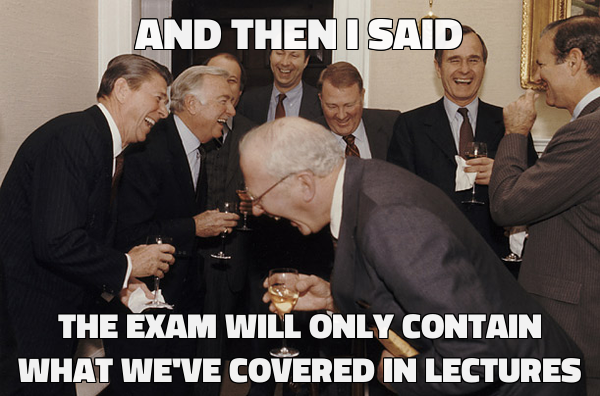 AND THEN I SAID
THE EXAM WILL ONLY CONTAIN
WHAT WE'VE COVERED IN LECTURES